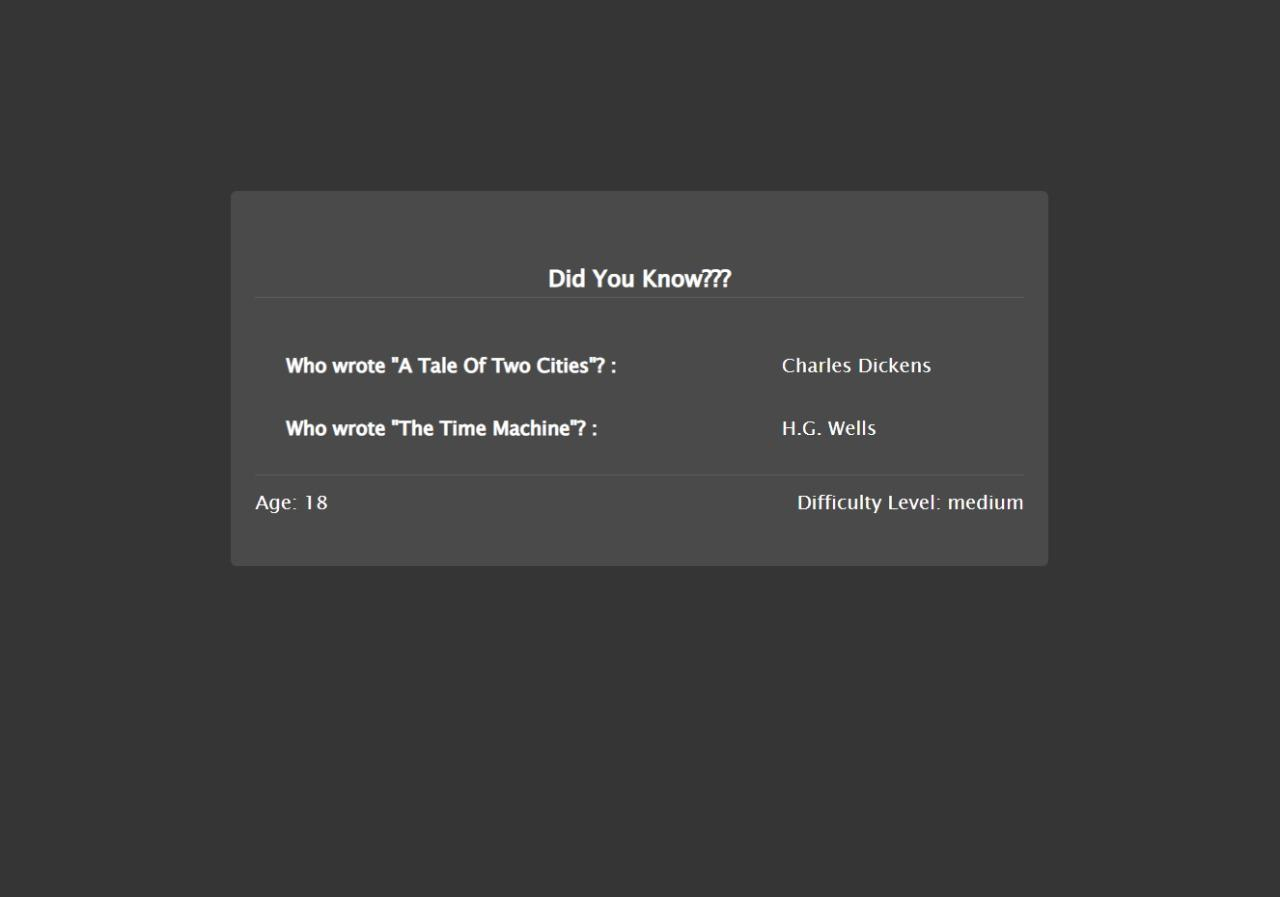 Did You Know???
Who wrote "A Tale Of Two Cities"? : Charles Dickens
Who wrote "The Time Machine"? : H.G. Wells
Age: 18 Difficulty Level: medium